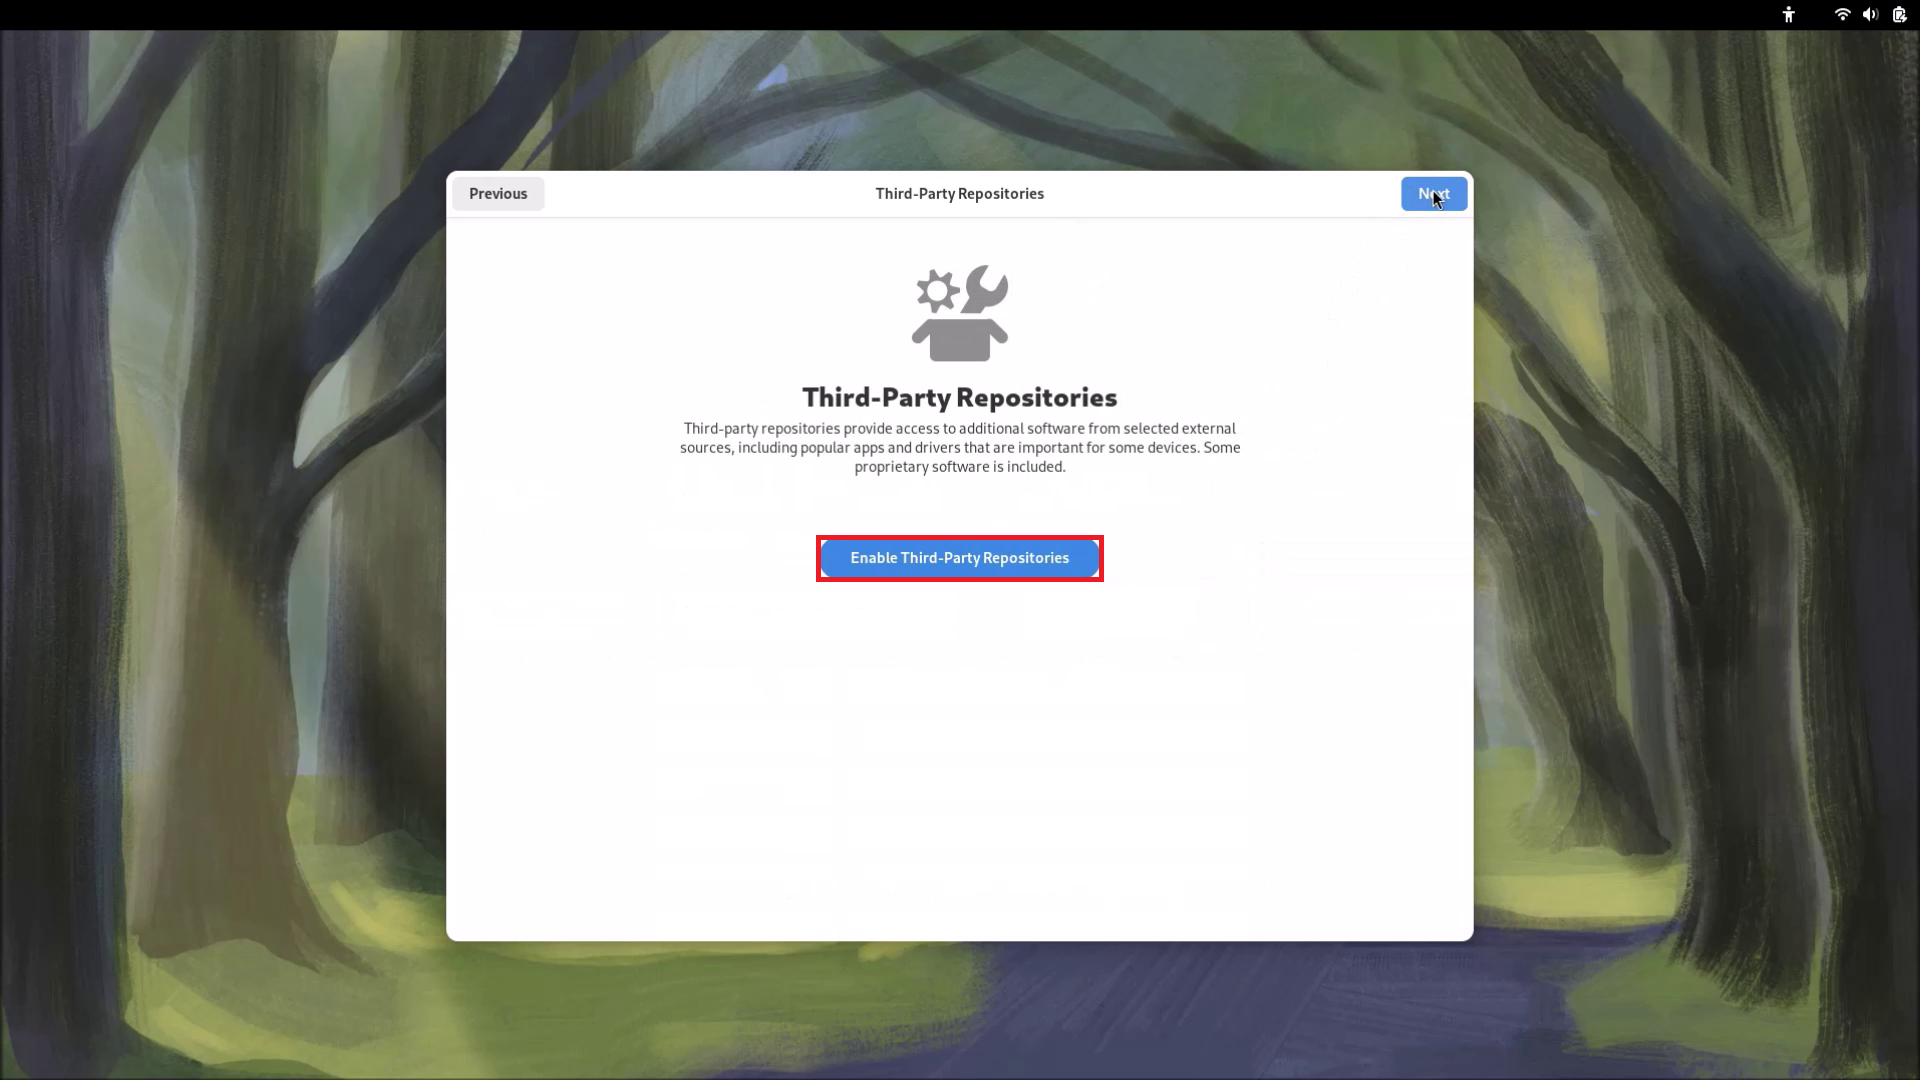 Previous
Third-Party Repositories
Next
Third-Party Repositories
Third-party repositories provide access to additional software from selected external
sources, including popular apps and drivers that are important for some devices. Some
proprietary software is included.
Enable Third-Party Repositories